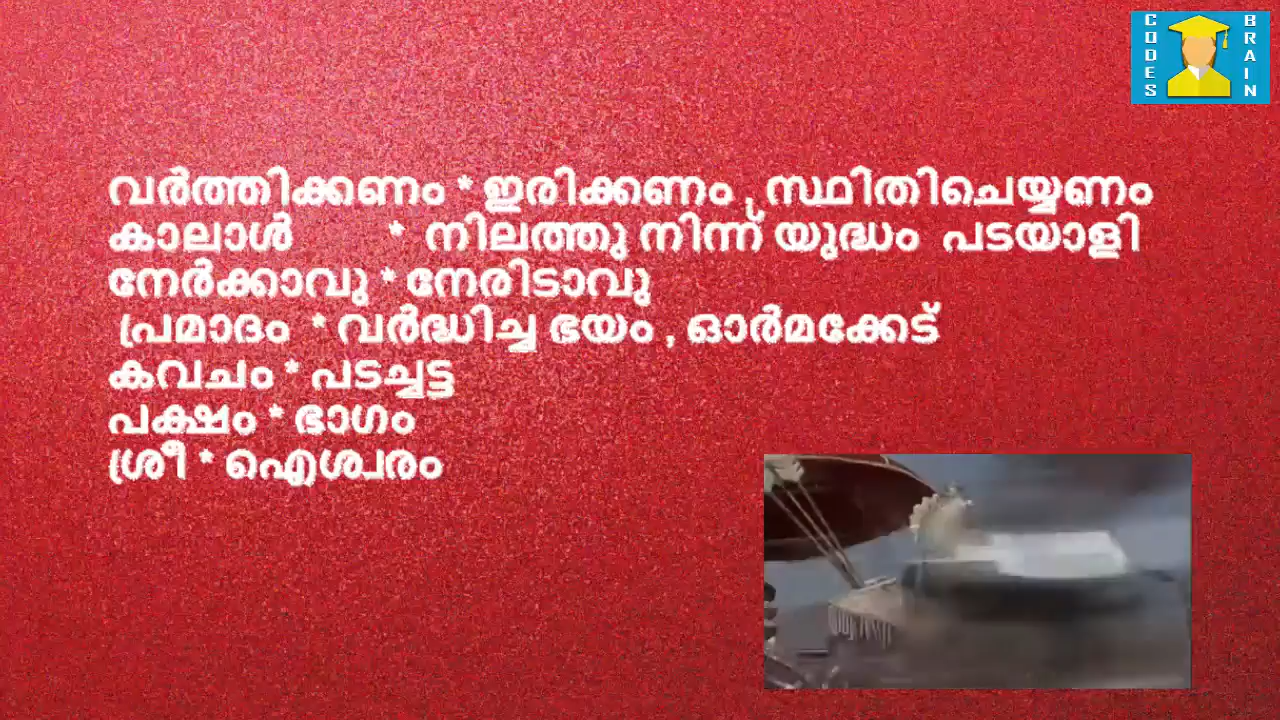 CODES BRAIN
വർത്തിക്കണം * ഇരിക്കണം , സ്ഥിതിചെയ്യണം
കാലാൾ * നിലത്തു നിന്ന് യുദ്ധം പടയാളി
നേർക്കാവു * നേരിടാവു
പ്രമാദം * വർദ്ധിച്ച ഭയം , ഓർമക്കേട്
കവചം * പടച്ചട്ട
പക്ഷം * ഭാഗം
ശ്രീ * ഐശ്വരം